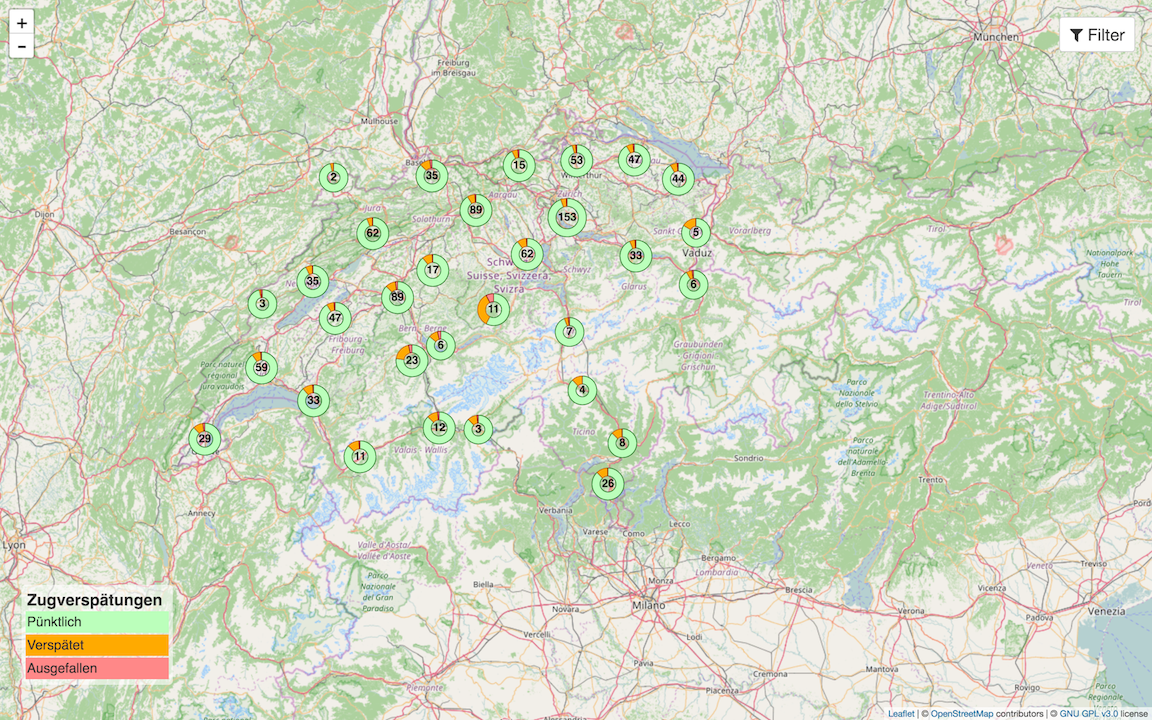 +
München
Filter
-
Freiburg
im Breisgau
Mulhouse
15
53
47
35
2
44
89
Aargau
Zürich
Jura
Solothurn
153
Dijon
Besançon
62
5
Vorarlberg
Tirol
62
33
Vaduz
Nationalpark
Hohe
Tauern
17
Schwyz
Suisse, Svizzera,
Svizra
35
Glarus
6
89
3
11
Tirol
47
Bern - Berne
7
Fribourg -
Freiburg
6
Graubünden
Grigioni
Grischun
23
59
Parc naturel
régional
Jura vaudois
33
4
Parco
Nazionale
dello Stelvio
Trentino-Alto
Adige/Südtirol
12
3
Ticino
29
8
Parco
naturale
dell'Adamello
Brenta
11
Valais - Wallis
Sondrio
26
Trento
Annecy
Verbania
Lecco
Varese
Como
Lyon
Valle d'Aosta/
Vallée d'Aoste
Bergamo
Lombardia
Veneto
Treviso
Parco
Nazionale
del Gran
Paradiso
Biella
Monza
Brescia
Vicenza
Zugverspätungen
Milano
Novara
Verona
Padova
Venezia
Pünktlich
Vercelli
Lodi
Verspätet
Pavia
Mantova
Ausgefallen
Cremona
Piemonte
Piacenza
Rovigo
Parco
Regionale
Leaflet | © OpenStreetMap contributors | © GNU GPL v3.0 license